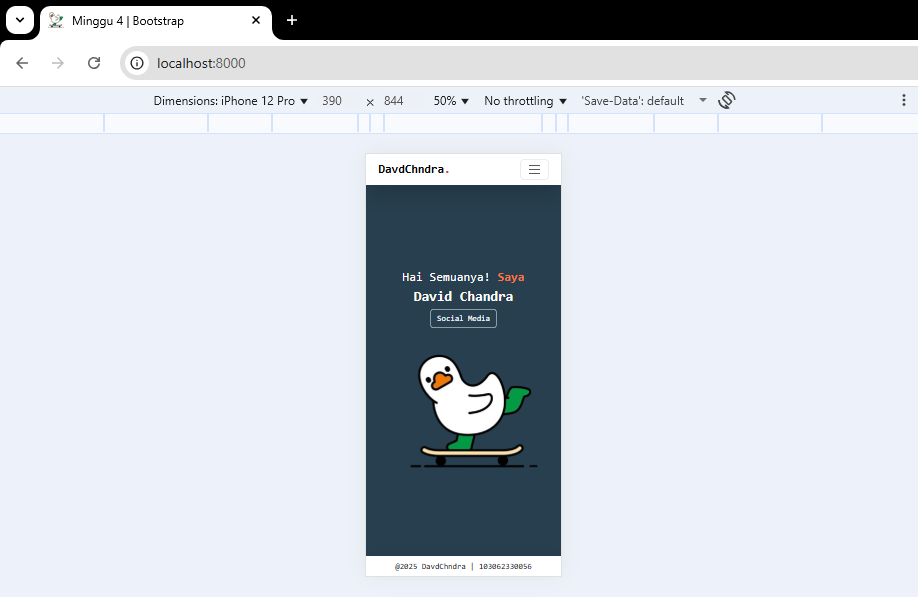 Minggu 4 | Bootstrap
localhost:8000
Dimensions: iPhone 12 Pro 390 × 844 50% No throttling 'Save-Data': default
DavdChndra.
Hai Semuanya! Saya
David Chandra
Social Media
@2025 DavdChndra | 103062330056